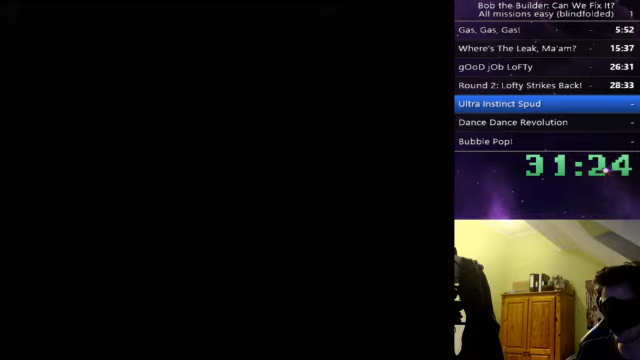 Bob the Builder: Can We Fix It?
All missions easy (blindfolded) 1
Gas, Gas, Gas! - 5:52
Where's The Leak, Ma'am? - 15:37
gOoD jOb LoFTy - 26:31
Round 2: Lofty Strikes Back! - 28:33
Ultra Instinct Spud -
Dance Dance Revolution -
Bubble Pop! -
31:24